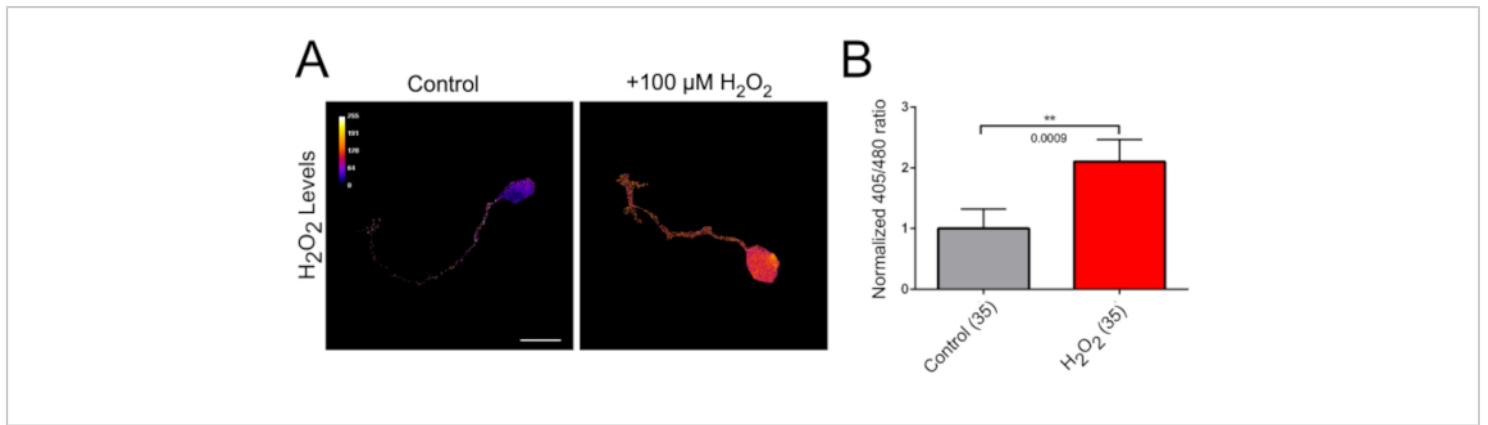 A
Control
+100 µM H₂O₂
H₂O₂ Levels
255
191
128
64
0
B
Normalized 405/480 ratio
3
2
1
0
**
0.0009
Control (35)
H₂O₂ (35)